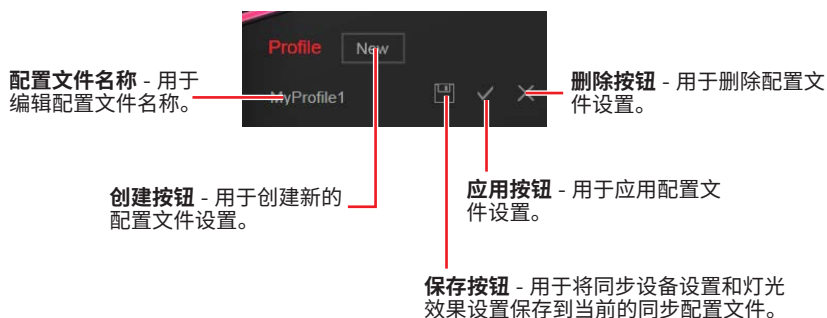 Profile New
MyProfile1
配置文件名称 - 用于
编辑配置文件名称。
删除按钮 - 用于删除配置文
件设置。
创建按钮 - 用于创建新的
配置文件设置。
应用按钮 - 用于应用配置文
件设置。
保存按钮 - 用于将同步设备设置和灯光
效果设置保存到当前的同步配置文件。